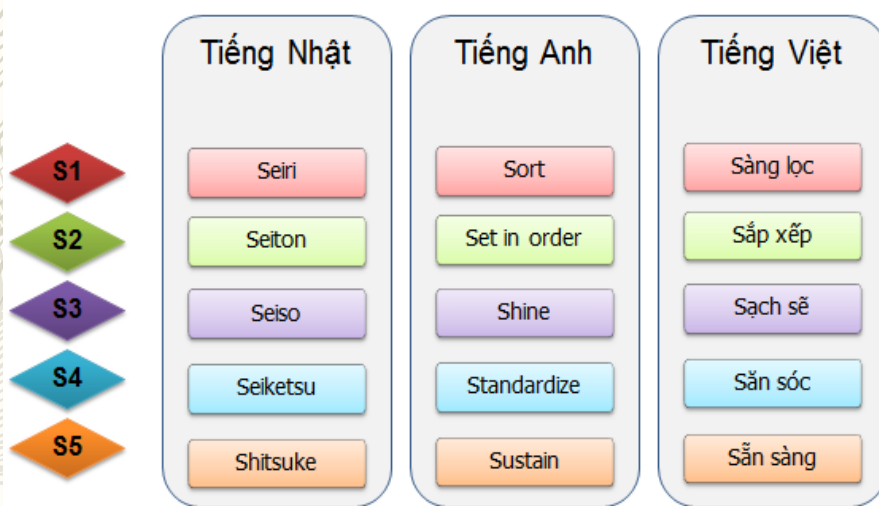 Tiếng Nhật Tiếng Anh Tiếng Việt
S1 Seiri Sort Sàng lọc
S2 Seiton Set in order Sắp xếp
S3 Seiso Shine Sạch sẽ
S4 Seiketsu Standardize Săn sóc
S5 Shitsuke Sustain Sẵn sàng